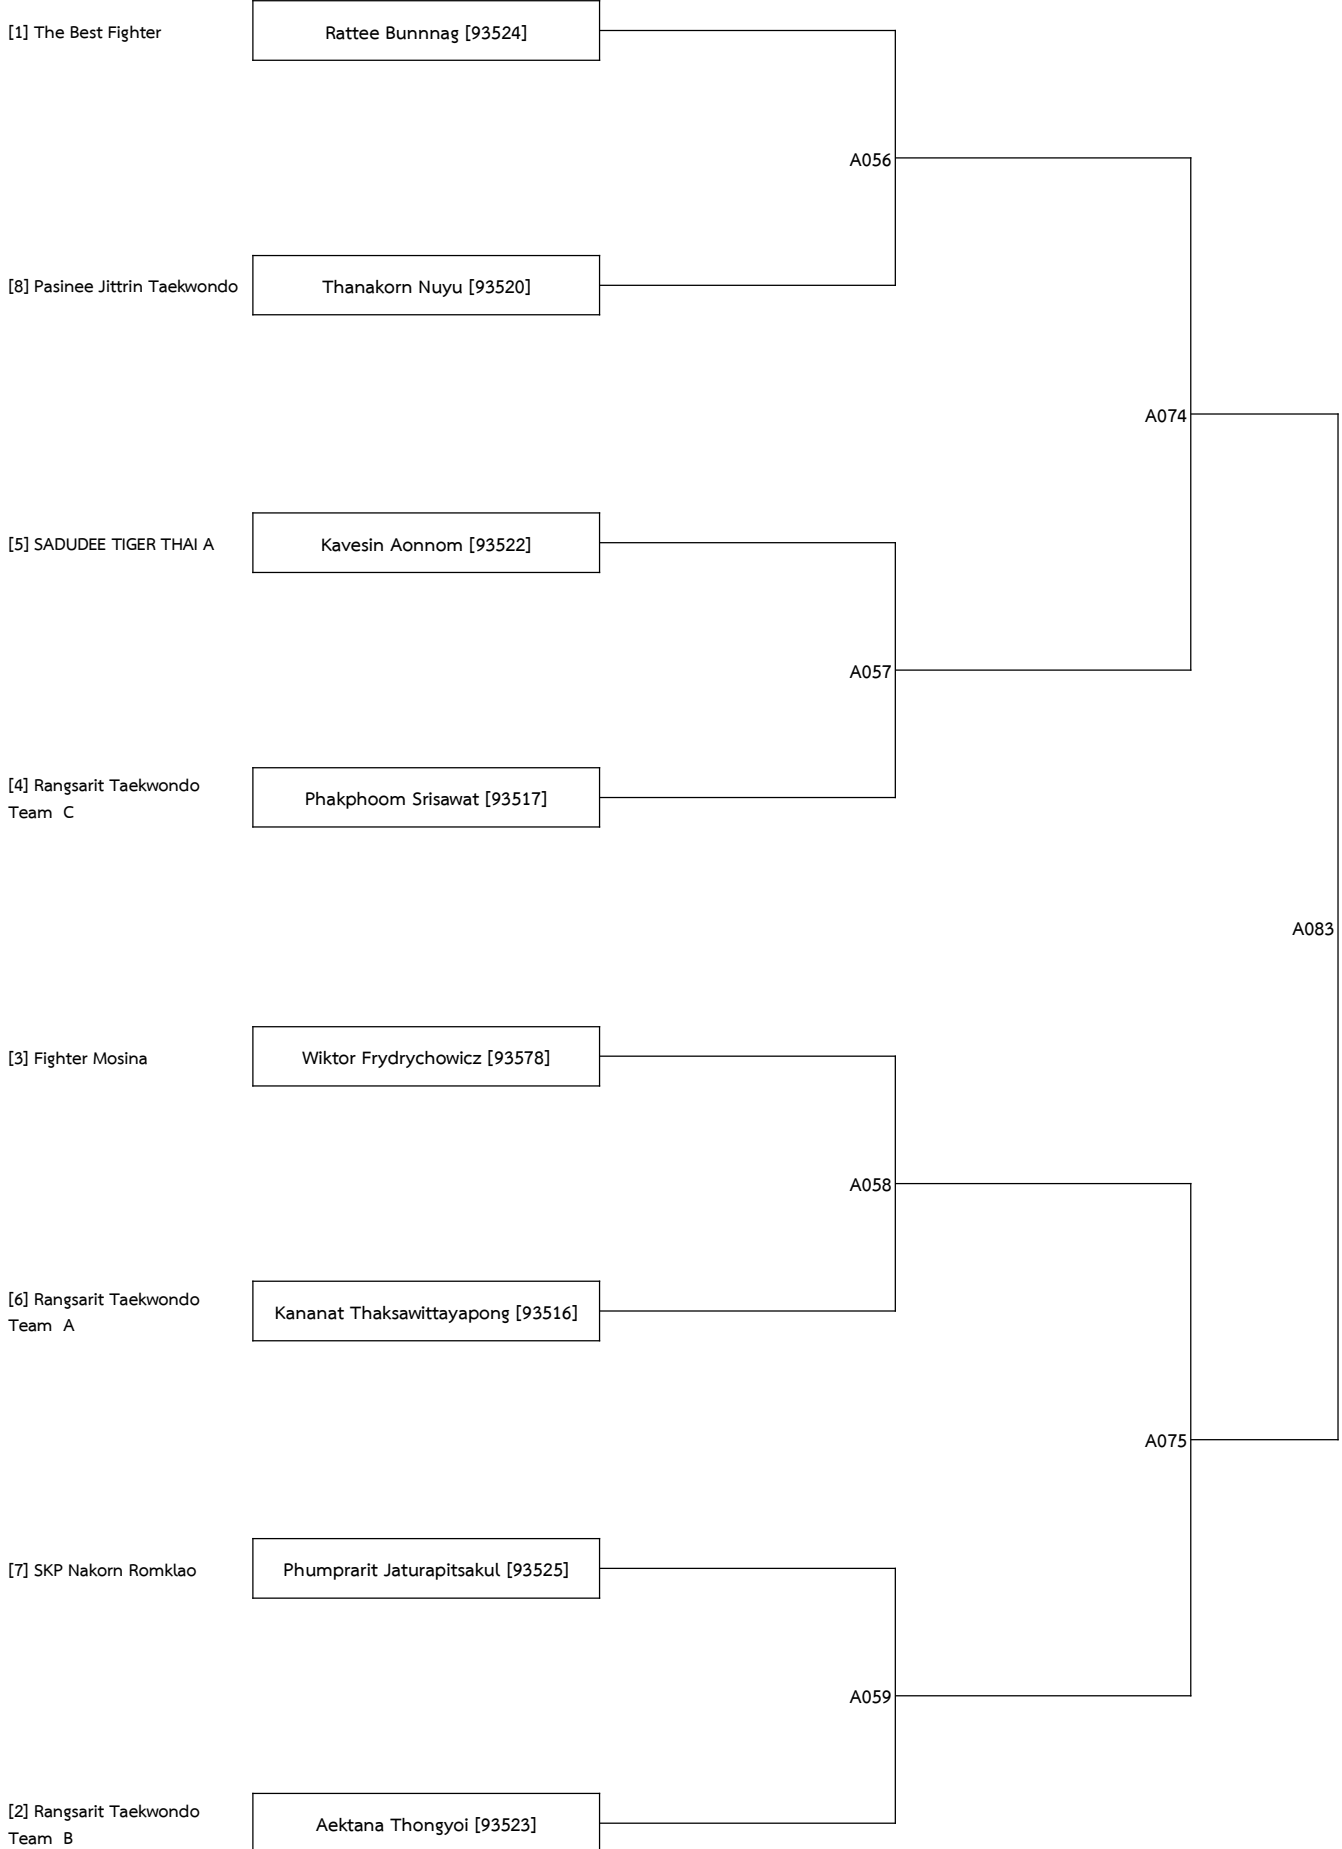 [1] The Best Fighter
Rattee Bunnnag [93524]
A056
[8] Pasinee Jittrin Taekwondo
Thanakorn Nuyu [93520]
A074
[5] SADUDEE TIGER THAI A
Kavesin Aonnom [93522]
A057
[4] Rangsarit Taekwondo
Team C
Phakphoom Srisawat [93517]
A083
[3] Fighter Mosina
Wiktor Frydrychowicz [93578]
A058
[6] Rangsarit Taekwondo
Team A
Kananat Thaksawittayapong [93516]
A075
[7] SKP Nakorn Romklao
Phumprarit Jaturapitsakul [93525]
A059
[2] Rangsarit Taekwondo
Team B
Aektana Thongyoi [93523]